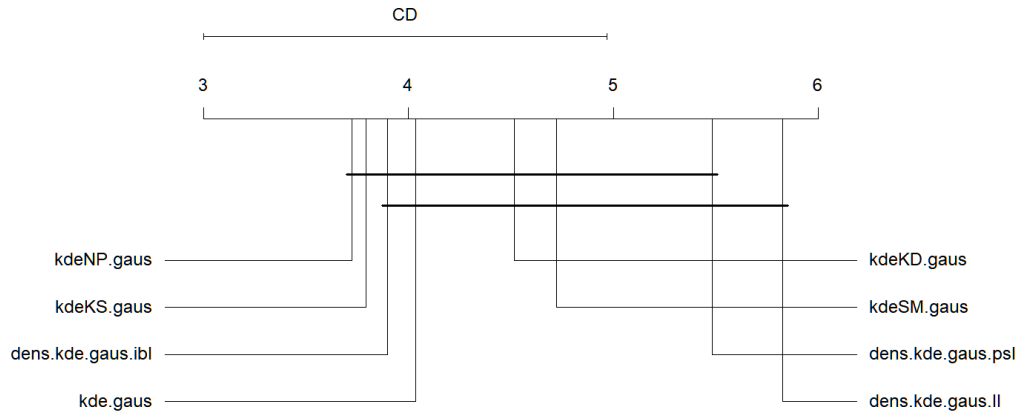 CD
3 4 5 6
kdeNP.gaus kdeKD.gaus
kdeKS.gaus kdeSM.gaus
dens.kde.gaus.ibl dens.kde.gaus.psl
kde.gaus dens.kde.gaus.ll